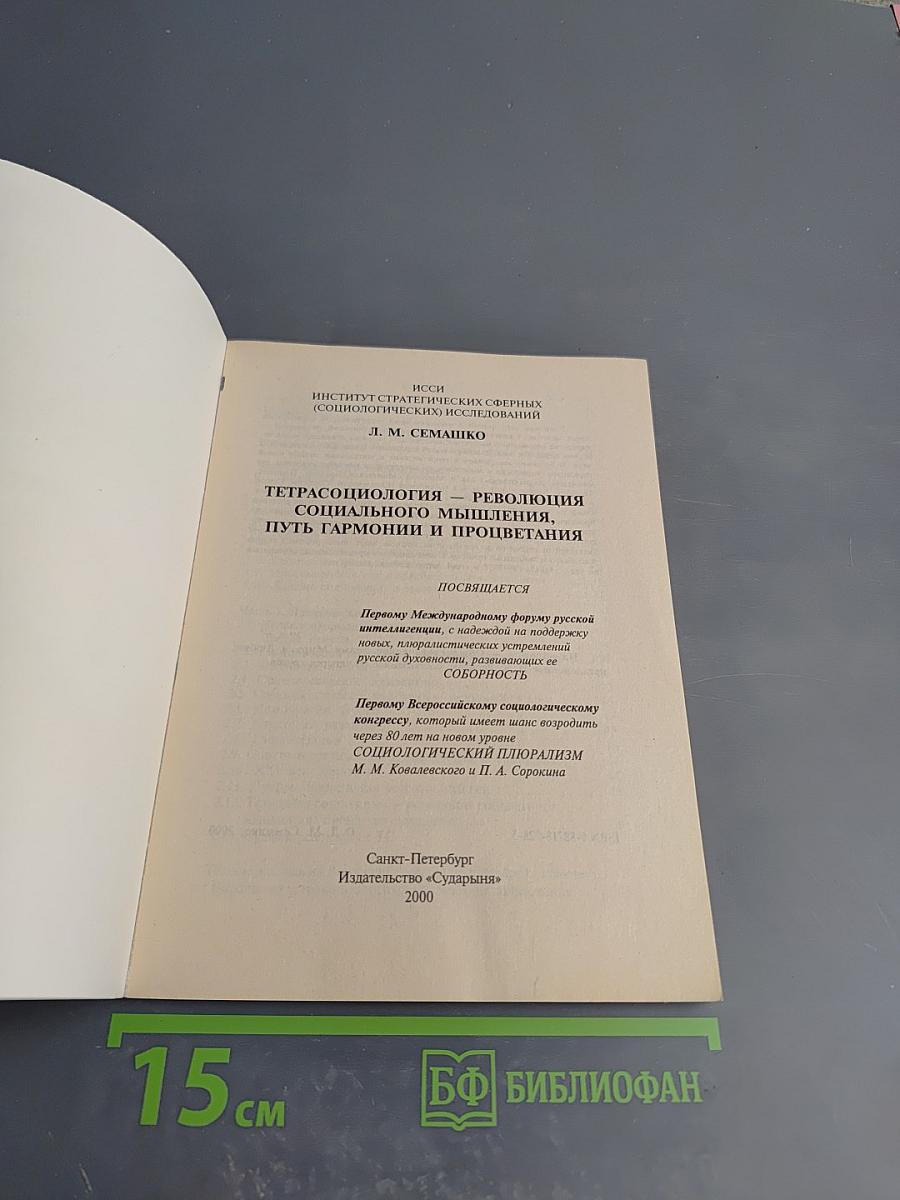 ИССИ
ИНСТИТУТ СТРАТЕГИЧЕСКИХ СФЕРНЫХ
(СОЦИОЛОГИЧЕСКИХ) ИССЛЕДОВАНИЙ
Л. М. СЕМАШКО
ТЕТРАСОЦИОЛОГИЯ — РЕВОЛЮЦИЯ
СОЦИАЛЬНОГО МЫШЛЕНИЯ,
ПУТЬ ГАРМОНИИ И ПРОЦВЕТАНИЯ
ПОСВЯЩАЕТСЯ
Первому Международному форуму русской
интеллигенции, с надеждой на поддержку
новых, плюралистических устремлений
русской духовности, развивающих ее
СОБОРНОСТЬ
Первому Всероссийскому социологическому
конгрессу, который имеет шанс возродить
через 80 лет на новом уровне
СОЦИОЛОГИЧЕСКИЙ ПЛЮРАЛИЗМ
М. М. Ковалевского и П. А. Сорокина
Санкт-Петербург
Издательство «Сударыня»
2000
15 см
БФ БИБЛИОФАН